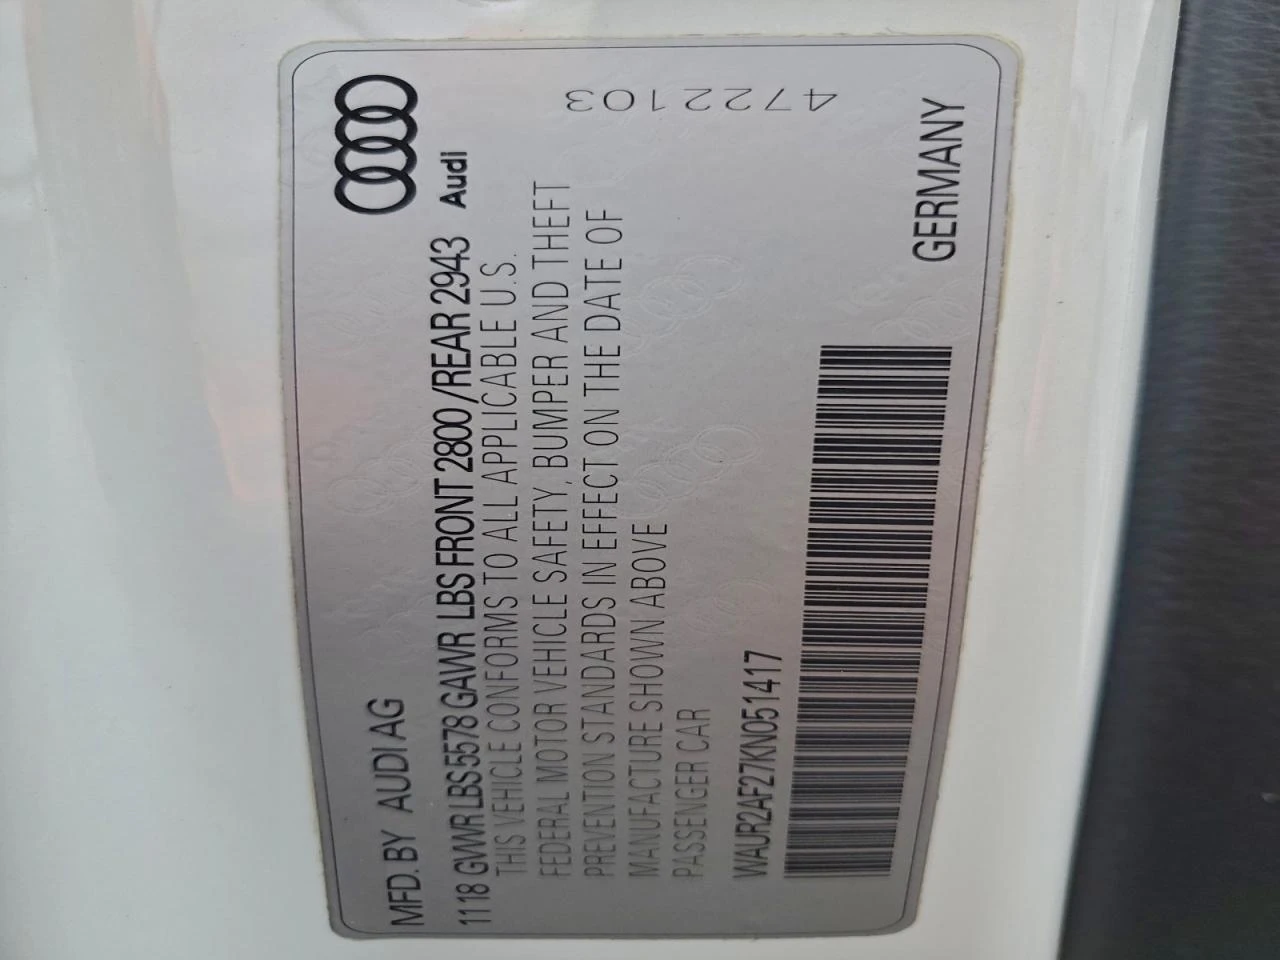 MFD. BY AUDI AG
Audi
1118 GVWR LBS 5578 GAWR LBS FRONT 2800 /REAR 2943
THIS VEHICLE CONFORMS TO ALL APPLICABLE U.S.
FEDERAL MOTOR VEHICLE SAFETY, BUMPER AND THEFT
PREVENTION STANDARDS IN EFFECT ON THE DATE OF
MANUFACTURE SHOWN ABOVE
PASSENGER CAR
WAUR2AF27KN051417
GERMANY
4722103